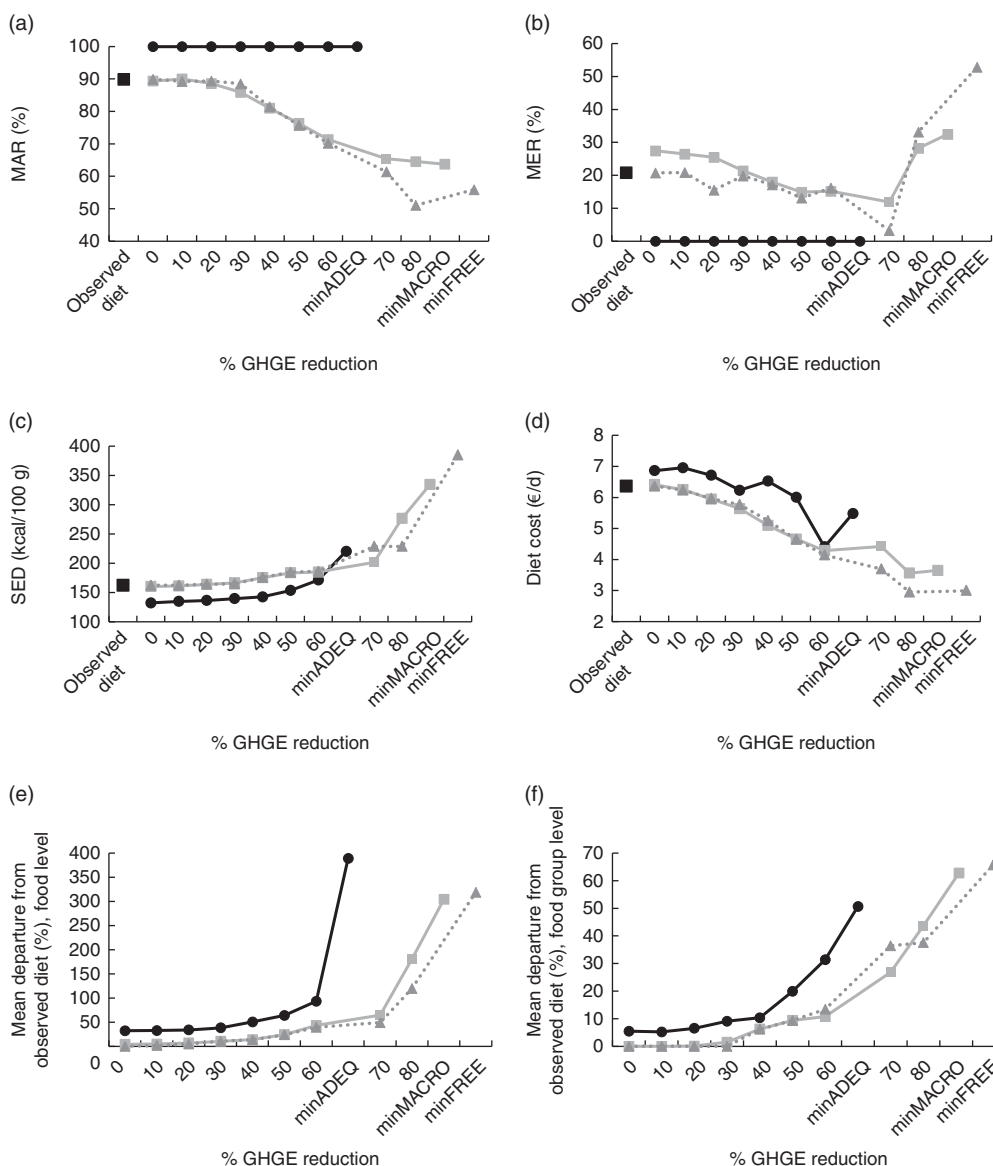 (a)
100
90
80
70
60
50
40
MAR (%)
Observed
diet
0
10
20
30
40
50
60
minADEQ
70
80
minMACRO
minFREE
% GHGE reduction
(b)
60
50
40
30
20
10
0
MER (%)
Observed
diet
0
10
20
30
40
50
60
minADEQ
70
80
minMACRO
minFREE
% GHGE reduction
(c)
400
350
300
250
200
150
100
SED (kcal/100 g)
Observed
diet
0
10
20
30
40
50
60
minADEQ
70
80
minMACRO
minFREE
% GHGE reduction
(d)
8
7
6
5
4
3
2
Diet cost (€/d)
Observed
diet
0
10
20
30
40
50
60
minADEQ
70
80
minMACRO
minFREE
% GHGE reduction
(e)
400
350
300
250
200
150
100
50
0
Mean departure from
observed diet (%), food level
0
10
20
30
40
50
60
minADEQ
70
80
minMACRO
minFREE
% GHGE reduction
(f)
70
60
50
40
30
20
10
0
Mean departure from
observed diet (%), food group level
0
10
20
30
40
50
60
minADEQ
70
80
minMACRO
minFREE
% GHGE reduction